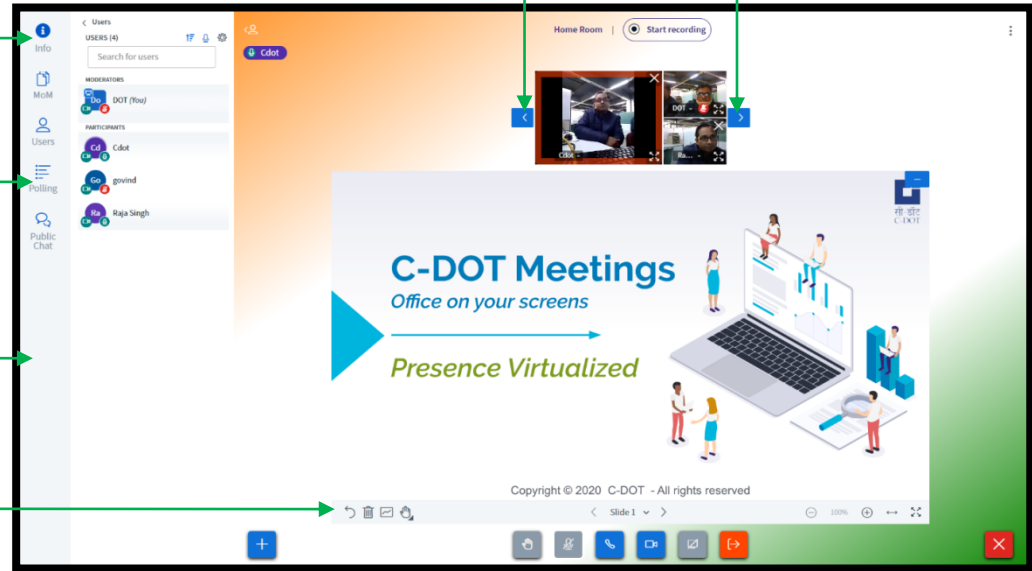 Info
MoM
Users
Polling
Public
Chat
Users
USERS (4)
Search for users
MODERATORS
Do
DOT (You)
PARTICIPANTS
Cd
Cdot
Go
govind
Ra
Raja Singh
Cdot
Home Room | Start recording
Cdot -
DOT -
Ra... -
सी-डॉट
C-DOT
C-DOT Meetings
Office on your screens
Presence Virtualized
Copyright © 2020 C-DOT - All rights reserved
Slide 1
100%